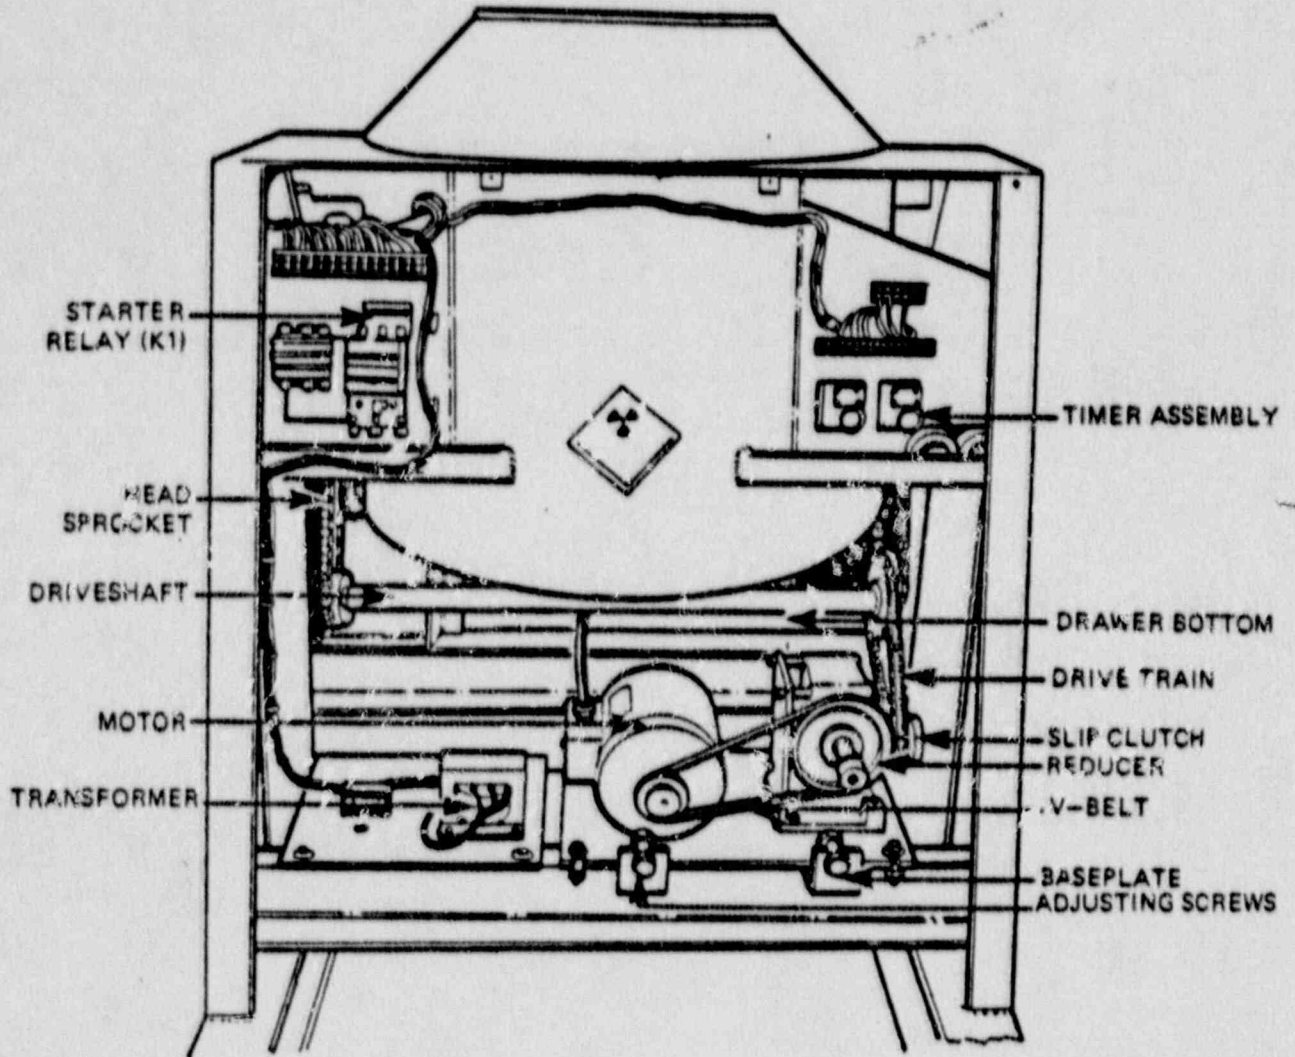 STARTER
RELAY (K1)
HEAD
SPROCKET
DRIVESHAFT
MOTOR
TRANSFORMER
TIMER ASSEMBLY
DRAWER BOTTOM
DRIVE TRAIN
SLIP CLUTCH
REDUCER
V-BELT
BASEPLATE
ADJUSTING SCREWS